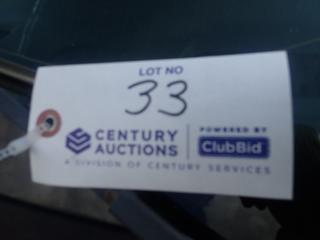 LOT NO
33
CENTURY AUCTIONS
POWERED BY
ClubBid
A DIVISION OF CENTURY SERVICES